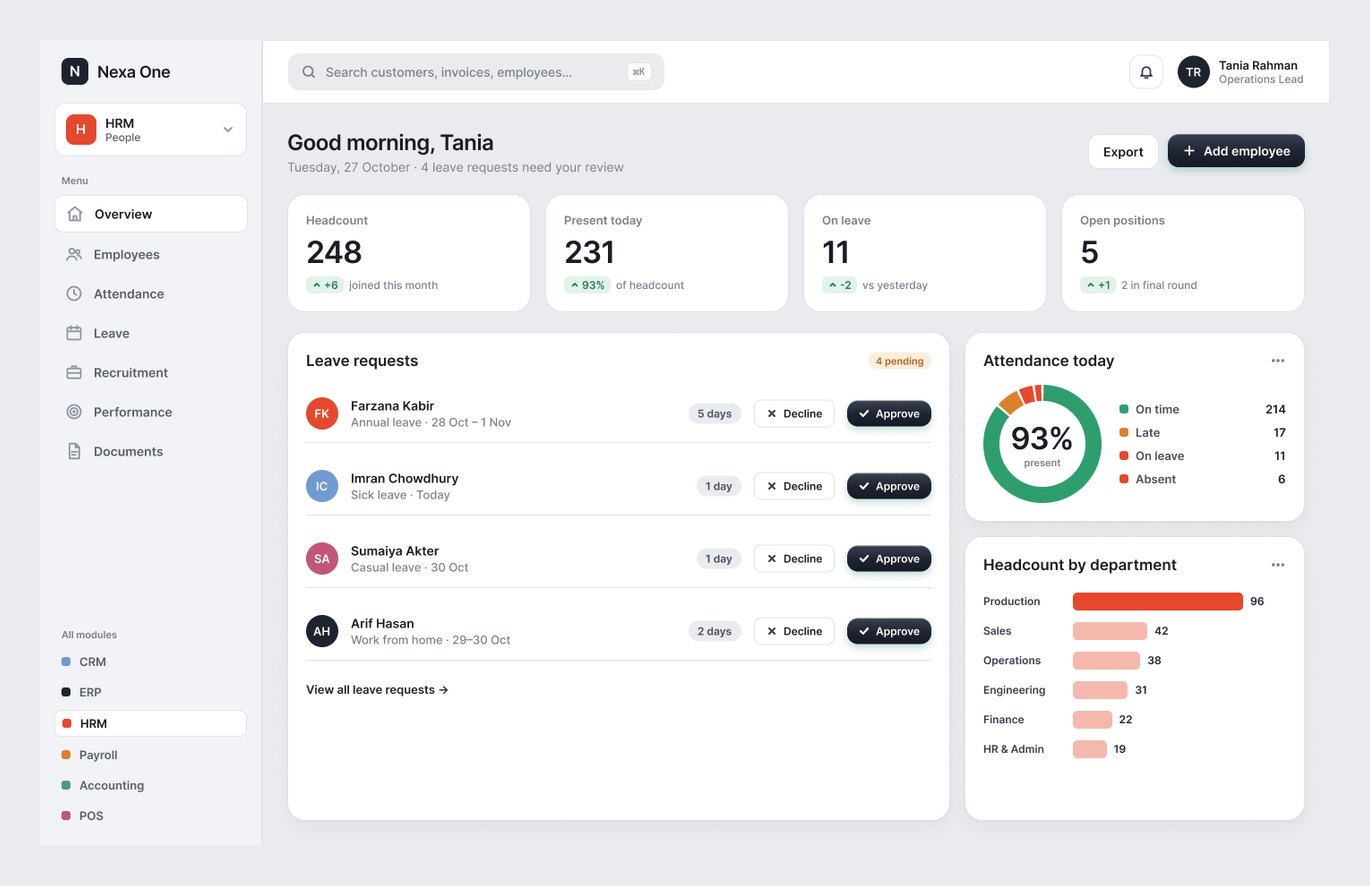 N Nexa One
Search customers, invoices, employees... ⌘K
TR
Tania Rahman
Operations Lead
H
HRM
People
Menu
Overview
Employees
Attendance
Leave
Recruitment
Performance
Documents
All modules
CRM
ERP
HRM
Payroll
Accounting
POS
Good morning, Tania
Tuesday, 27 October · 4 leave requests need your review
Export
+ Add employee
Headcount
248
+6 joined this month
Present today
231
93% of headcount
On leave
11
-2 vs yesterday
Open positions
5
+1 2 in final round
Leave requests 4 pending
FK
Farzana Kabir
Annual leave · 28 Oct – 1 Nov
5 days Decline Approve
IC
Imran Chowdhury
Sick leave · Today
1 day Decline Approve
SA
Sumaiya Akter
Casual leave · 30 Oct
1 day Decline Approve
AH
Arif Hasan
Work from home · 29–30 Oct
2 days Decline Approve
View all leave requests →
Attendance today
93%
present
On time 214
Late 17
On leave 11
Absent 6
Headcount by department
Production 96
Sales 42
Operations 38
Engineering 31
Finance 22
HR & Admin 19